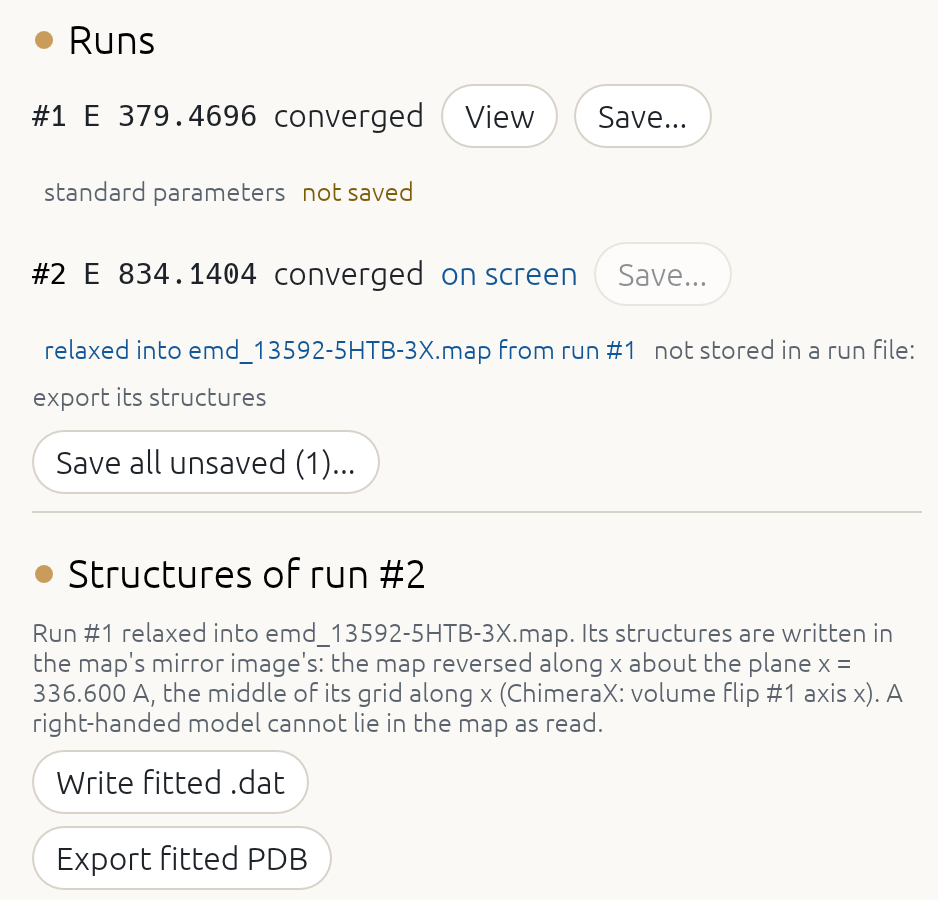 Runs
#1 E 379.4696 converged View Save...
standard parameters not saved
#2 E 834.1404 converged on screen Save...
relaxed into emd_13592-5HTB-3X.map from run #1 not stored in a run file:
export its structures
Save all unsaved (1)...
Structures of run #2
Run #1 relaxed into emd_13592-5HTB-3X.map. Its structures are written in
the map's mirror image's: the map reversed along x about the plane x =
336.600 A, the middle of its grid along x (ChimeraX: volume flip #1 axis x). A
right-handed model cannot lie in the map as read.
Write fitted .dat
Export fitted PDB